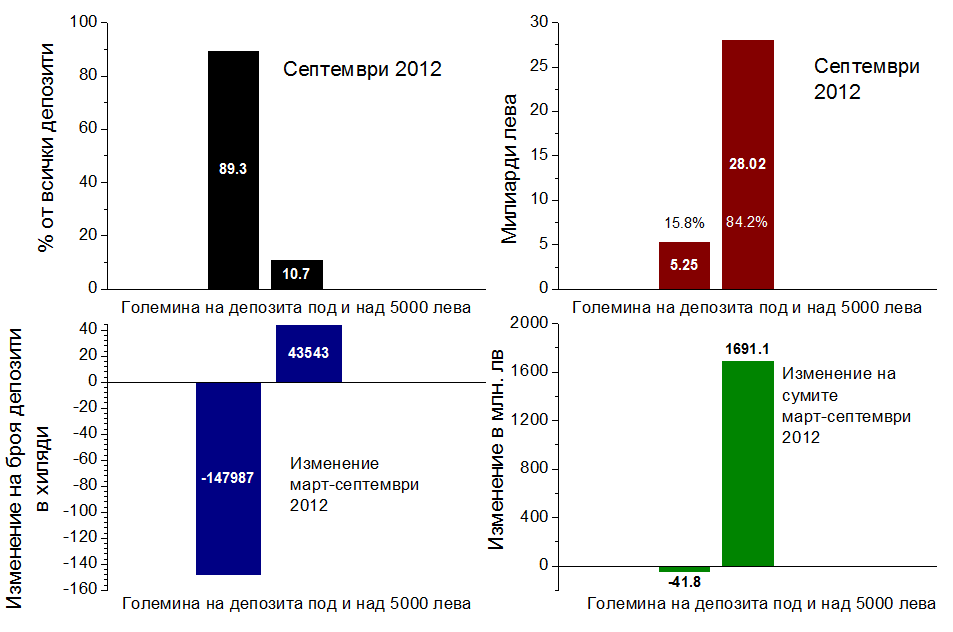 100
80
60
40
20
0
% от всички депозити
Септември 2012
89.3
10.7
Големина на депозита под и над 5000 лева
30
25
20
15
10
5
0
Милиарди лева
Септември
2012
28.02
84.2%
15.8%
5.25
Големина на депозита под и над 5000 лева
40
20
0
-20
-40
-60
-80
-100
-120
-140
-160
Изменение на броя депозити
в хиляди
43543
-147987
Изменение
март-септември
2012
Големина на депозита под и над 5000 лева
2000
1600
1200
800
400
0
Изменение в млн. лв
1691.1
-41.8
Изменение на
сумите
март-септември
2012
Големина на депозита под и над 5000 лева